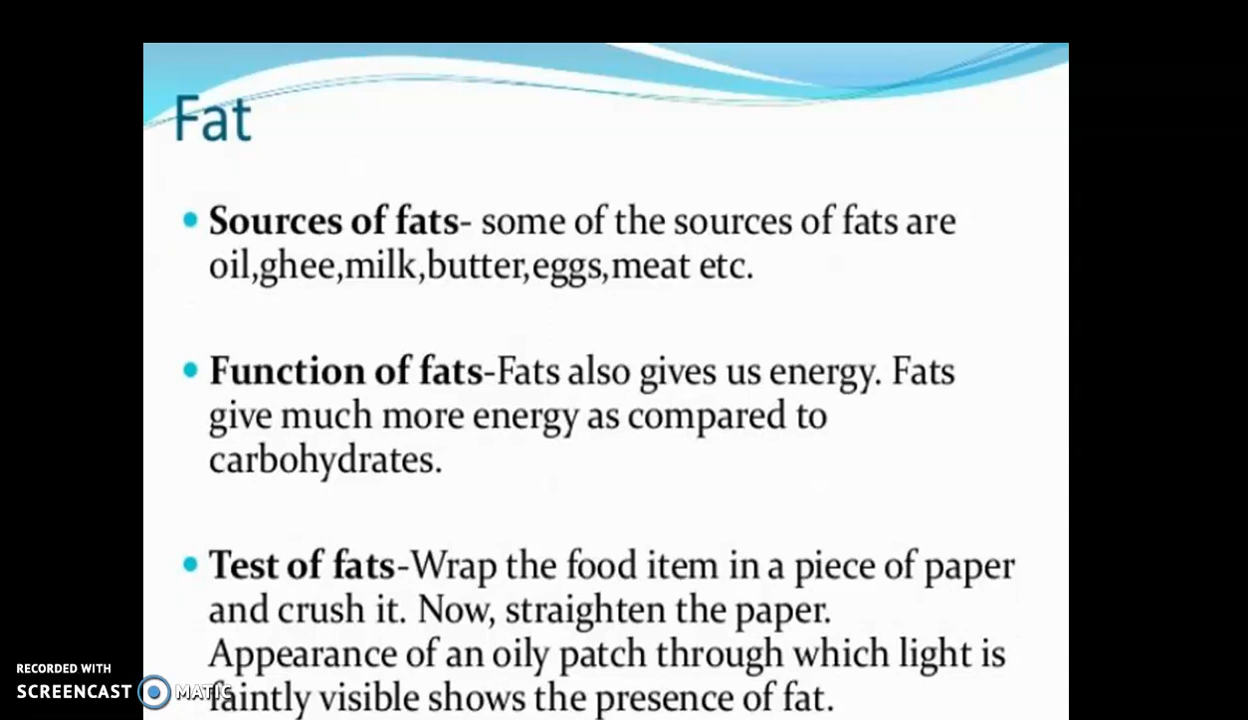 Fat
Sources of fats- some of the sources of fats are
oil,ghee,milk,butter,eggs,meat etc.
Function of fats-Fats also gives us energy. Fats
give much more energy as compared to
carbohydrates.
Test of fats-Wrap the food item in a piece of paper
and crush it. Now, straighten the paper.
Appearance of an oily patch through which light is
faintly visible shows the presence of fat.
RECORDED WITH
SCREENCAST MATIC